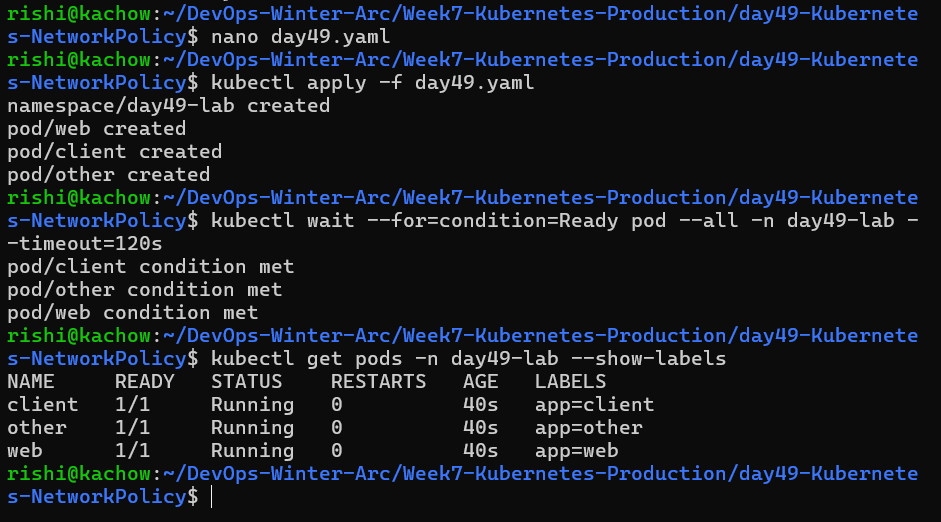 rishi@kachow:~/DevOps-Winter-Arc/Week7-Kubernetes-Production/day49-Kubernete
s-NetworkPolicy$ nano day49.yaml
rishi@kachow:~/DevOps-Winter-Arc/Week7-Kubernetes-Production/day49-Kubernete
s-NetworkPolicy$ kubectl apply -f day49.yaml
namespace/day49-lab created
pod/web created
pod/client created
pod/other created
rishi@kachow:~/DevOps-Winter-Arc/Week7-Kubernetes-Production/day49-Kubernete
s-NetworkPolicy$ kubectl wait --for=condition=Ready pod --all -n day49-lab -
-timeout=120s
pod/client condition met
pod/other condition met
pod/web condition met
rishi@kachow:~/DevOps-Winter-Arc/Week7-Kubernetes-Production/day49-Kubernete
s-NetworkPolicy$ kubectl get pods -n day49-lab --show-labels
NAME     READY   STATUS    RESTARTS   AGE   LABELS
client   1/1     Running   0          40s   app=client
other    1/1     Running   0          40s   app=other
web      1/1     Running   0          40s   app=web
rishi@kachow:~/DevOps-Winter-Arc/Week7-Kubernetes-Production/day49-Kubernete
s-NetworkPolicy$